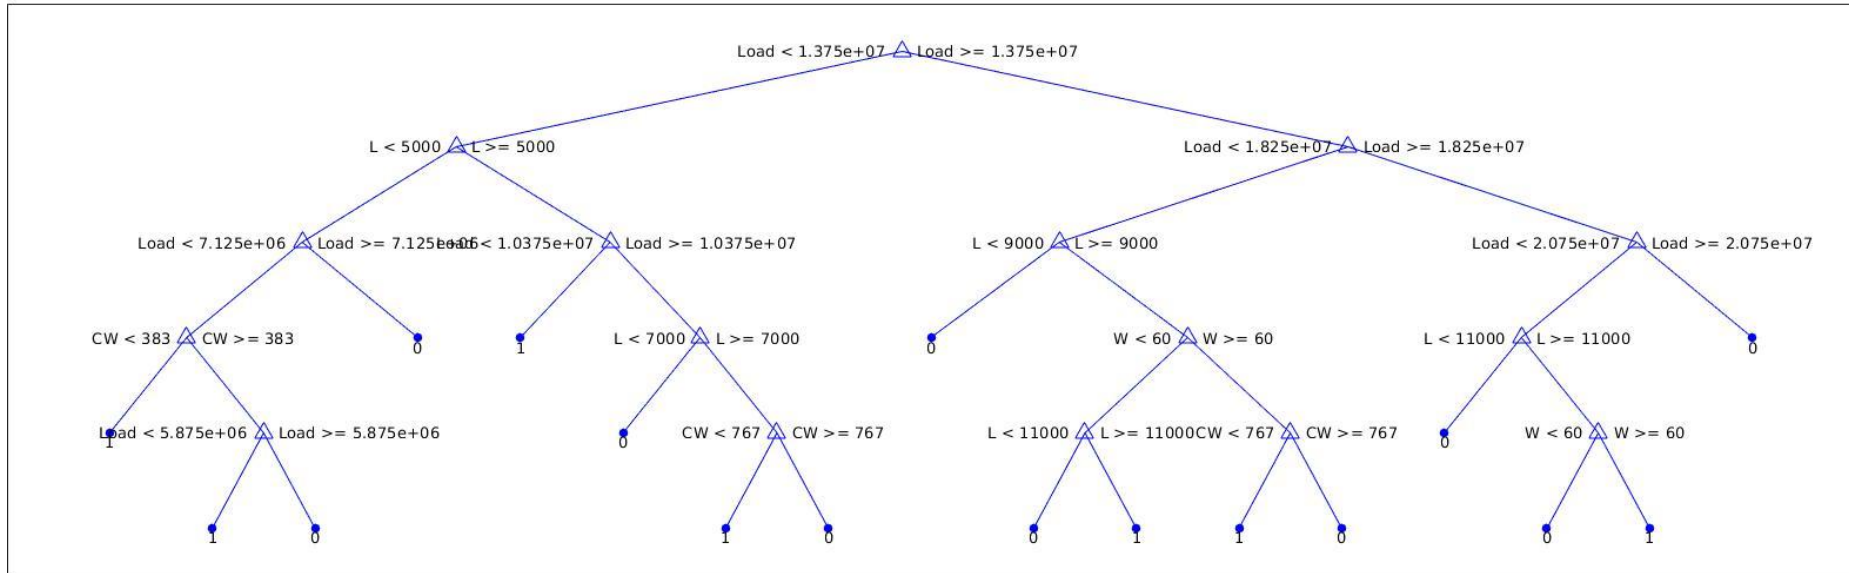 Load < 1.375e+07 Load >= 1.375e+07
L < 5000 L >= 5000 Load < 1.825e+07 Load >= 1.825e+07
Load < 7.125e+06 Load >= 7.125e+06 Load < 1.0375e+07 Load >= 1.0375e+07 L < 9000 L >= 9000 Load < 2.075e+07 Load >= 2.075e+07
CW < 383 CW >= 383 0 1 L < 7000 L >= 7000 0 W < 60 W >= 60 L < 11000 L >= 11000 0
1 Load < 5.875e+06 Load >= 5.875e+06 0 CW < 767 CW >= 767 L < 11000 L >= 11000 CW < 767 CW >= 767 0 W < 60 W >= 60
1 0 1 0 0 1 1 0 0 1